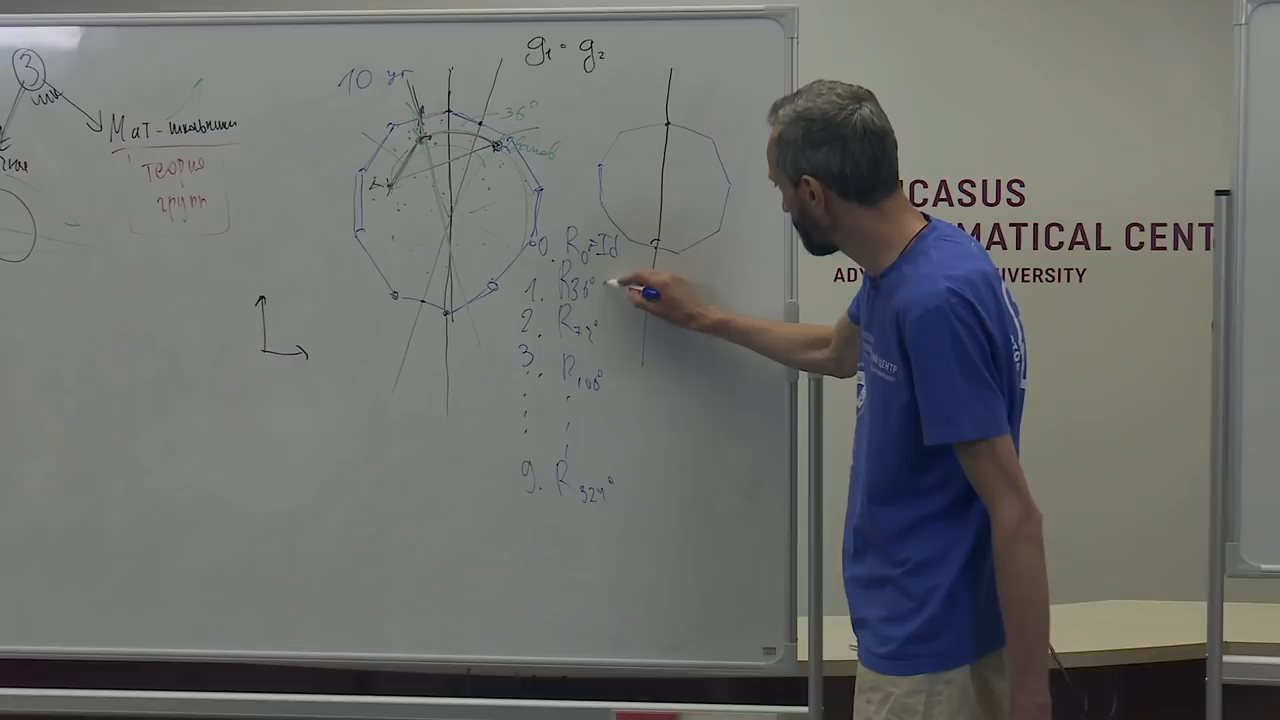 3
Мат-школьники
теория
групп
10 уг
g₁ ∘ g₂
36°
0. R₀=Id
1. R36°
2. R₇₂°
3. R₁₀₈°
9. R₃₂₄°
CASUS
MATICAL CENT
IVERSITY